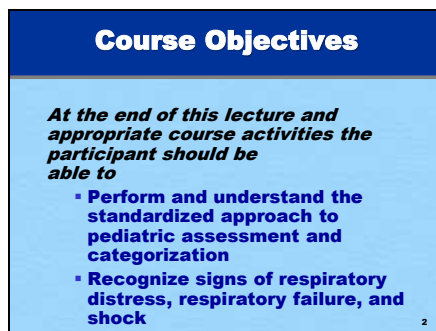 Course Objectives
At the end of this lecture and
appropriate course activities the
participant should be
able to
▪ Perform and understand the
standardized approach to
pediatric assessment and
categorization
▪ Recognize signs of respiratory
distress, respiratory failure, and
shock
2